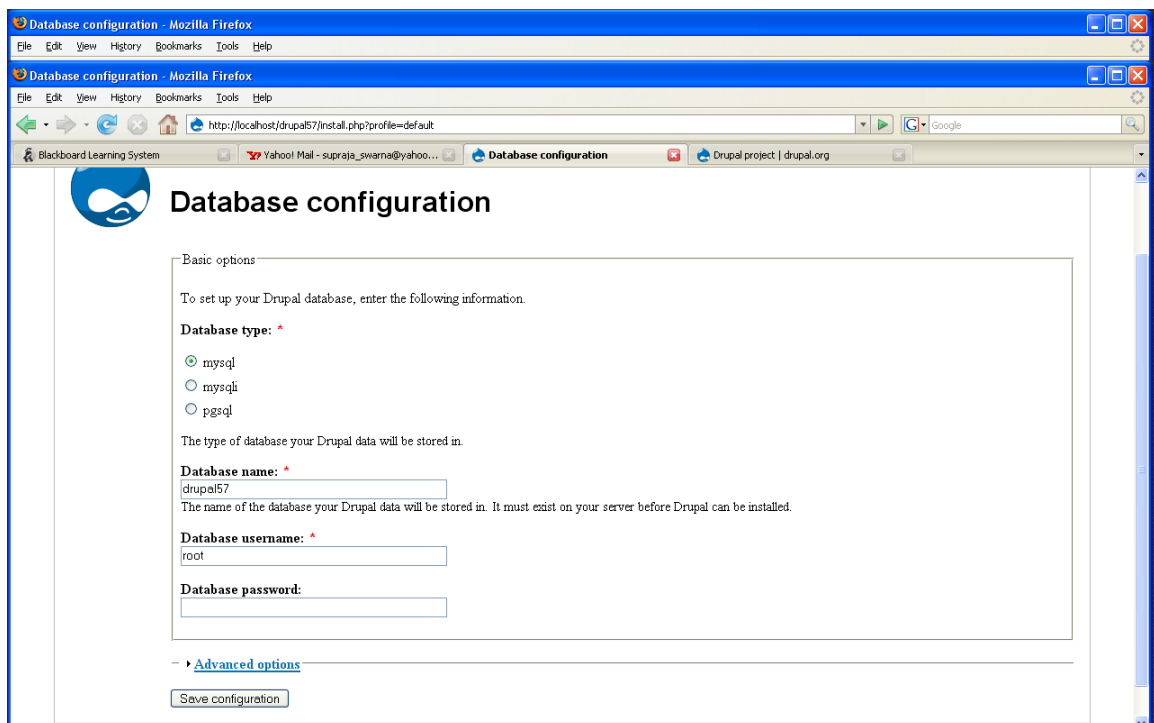 Database configuration - Mozilla Firefox
File Edit View History Bookmarks Tools Help
Database configuration - Mozilla Firefox
File Edit View History Bookmarks Tools Help
http://localhost/drupal57/install.php?profile=default G Google
Blackboard Learning System Yahoo! Mail - supraja_swarna@yahoo... Database configuration Drupal project | drupal.org
Database configuration
Basic options
To set up your Drupal database, enter the following information.
Database type: *
mysql
mysqli
pgsql
The type of database your Drupal data will be stored in.
Database name: *
drupal57
The name of the database your Drupal data will be stored in. It must exist on your server before Drupal can be installed.
Database username: *
root
Database password:
Advanced options
Save configuration